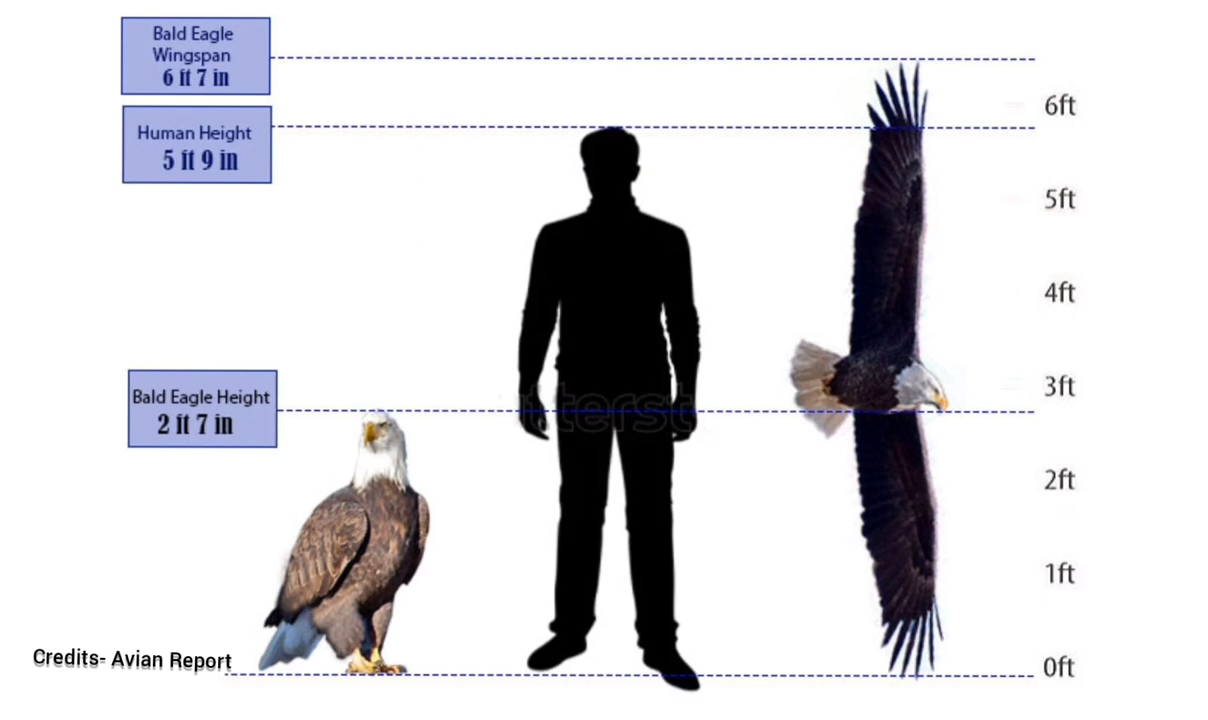 Bald Eagle
Wingspan
6 ft 7 in
Human Height
5 ft 9 in
Bald Eagle Height
2 ft 7 in
6ft
5ft
4ft
3ft
2ft
1ft
0ft
Credits- Avian Report